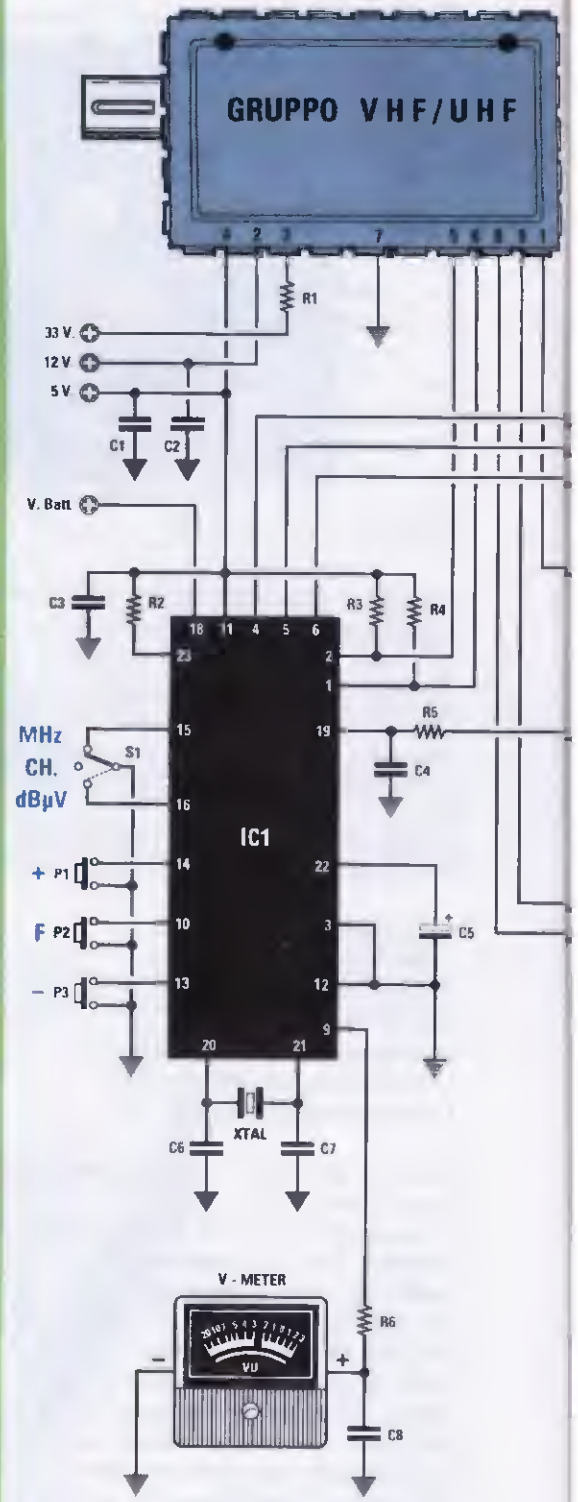 GRUPPO VHF/UHF
4 2 3 7 5 6 8 9 1
R1
33 V.
12 V.
5 V.
C1 C2
V. Batt.
C3 R2 18 11 4 5 6 R3 R4
23 2
1
MHz 15 19 R5
CH. S1 C4
dBµV 16
IC1
+ P1 14 22
F P2 10 3 + C5
− P3 13 12
9
20 21
XTAL
C6 C7
V - METER
R6
− +
VU
C8